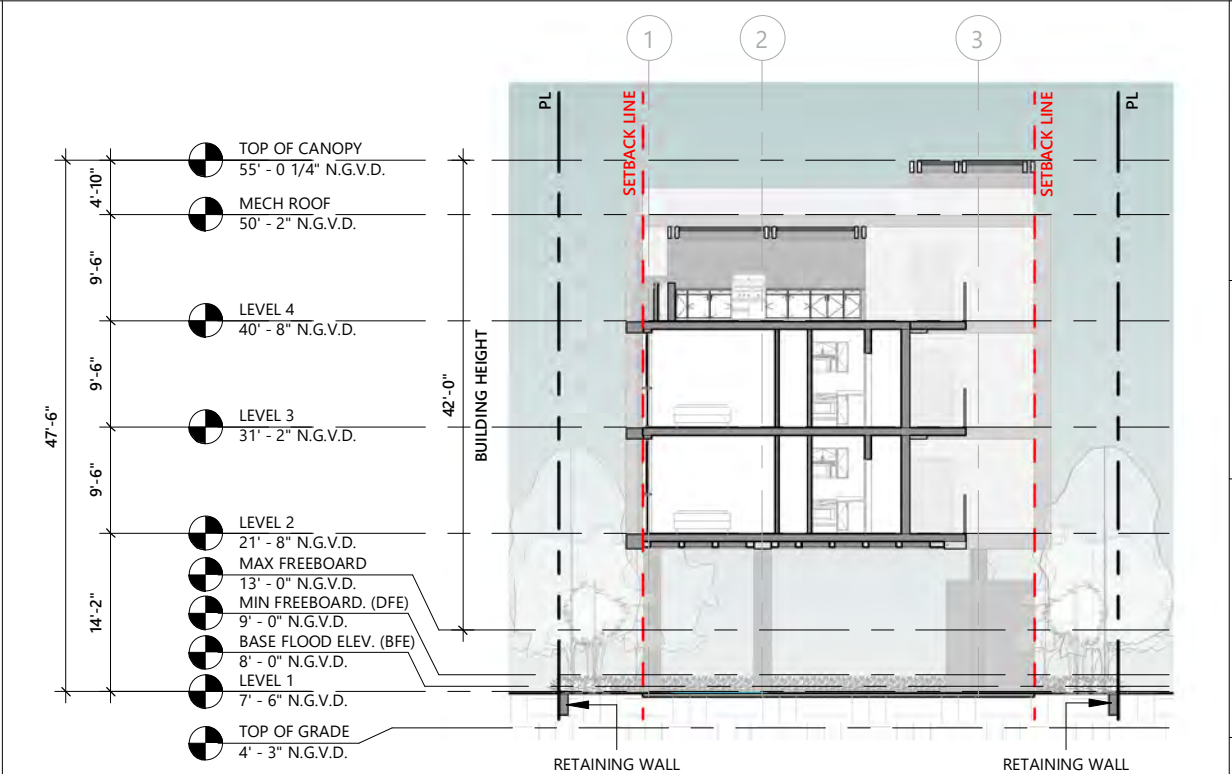 1
2
3
PL
SETBACK LINE
SETBACK LINE
PL
TOP OF CANOPY
55' - 0 1/4" N.G.V.D.
4'-10"
MECH ROOF
50' - 2" N.G.V.D.
9'-6"
LEVEL 4
40' - 8" N.G.V.D.
9'-6"
BUILDING HEIGHT
42'-0"
47'-6"
LEVEL 3
31' - 2" N.G.V.D.
9'-6"
LEVEL 2
21' - 8" N.G.V.D.
MAX FREEBOARD
13' - 0" N.G.V.D.
14'-2"
MIN FREEBOARD. (DFE)
9' - 0" N.G.V.D.
BASE FLOOD ELEV. (BFE)
8' - 0" N.G.V.D.
LEVEL 1
7' - 6" N.G.V.D.
TOP OF GRADE
4' - 3" N.G.V.D.
RETAINING WALL
RETAINING WALL